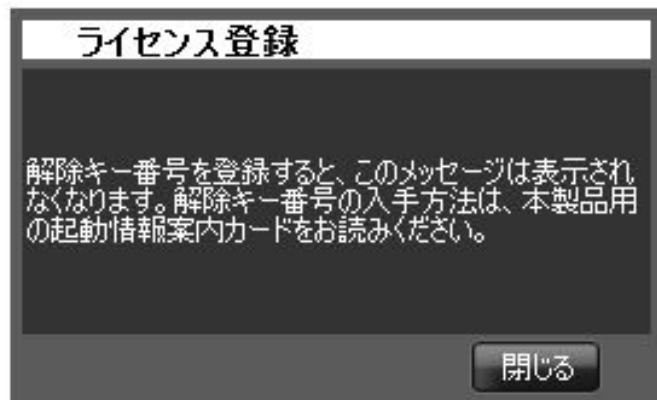 ライセンス登録
解除キー番号を登録すると、このメッセージは表示され
なくなります。解除キー番号の入手方法は、本製品用
の起動情報案内カードをお読みください。
閉じる